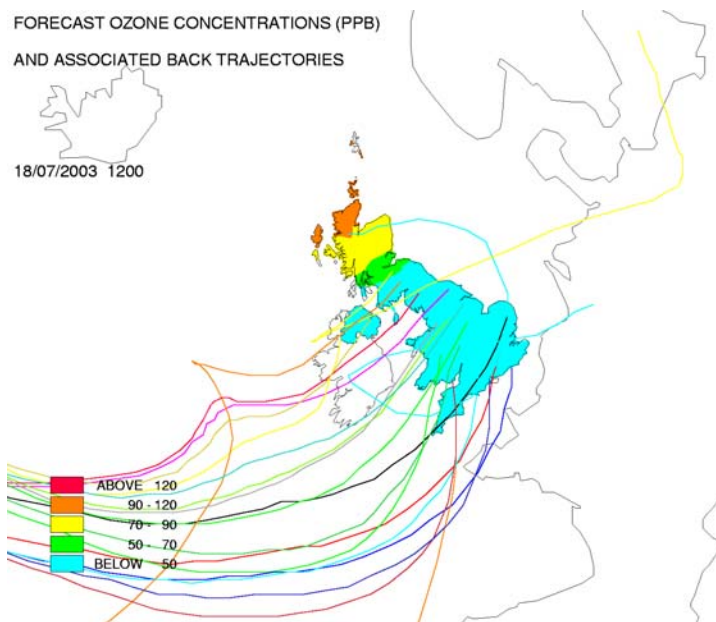 FORECAST OZONE CONCENTRATIONS (PPB)
AND ASSOCIATED BACK TRAJECTORIES
18/07/2003 1200
ABOVE 120
90 - 120
70 - 90
50 - 70
BELOW 50